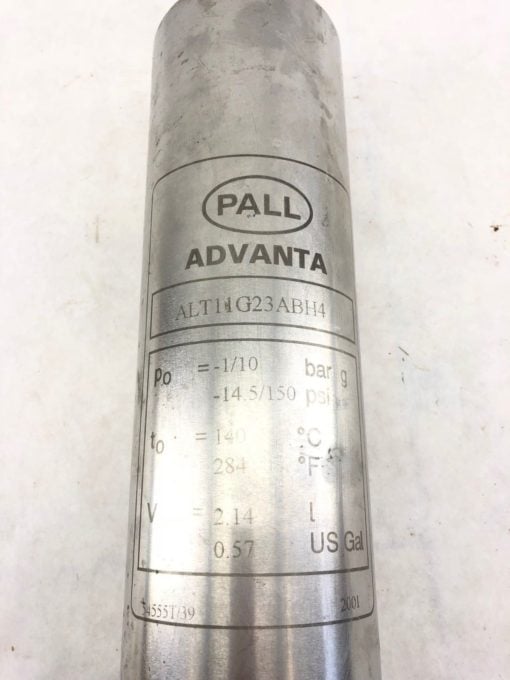 PALL
ADVANTA
ALT11G23ABH4
Po = -1/10 bar g
-14.5/150 psi
to = 140 °C
284 °F
V = 2.14 l
0.57 US Gal
2001